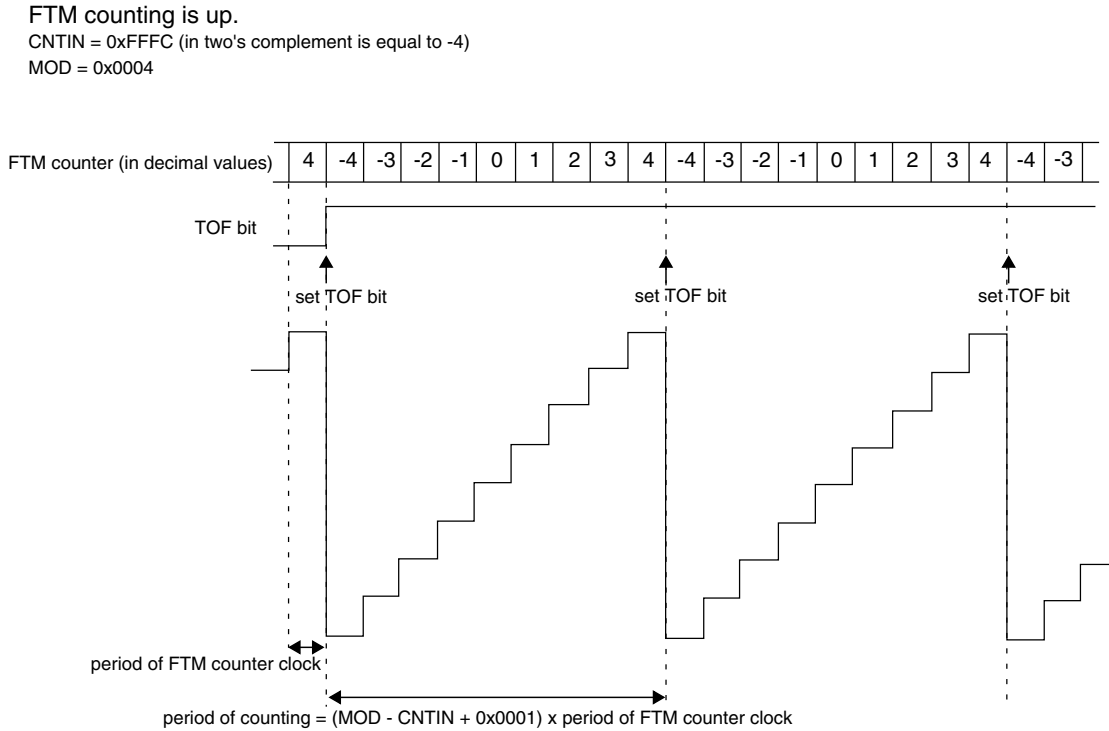 FTM counting is up.
CNTIN = 0xFFFC (in two's complement is equal to -4)
MOD = 0x0004
FTM counter (in decimal values) 4 -4 -3 -2 -1 0 1 2 3 4 -4 -3 -2 -1 0 1 2 3 4 -4 -3
TOF bit
set TOF bit set TOF bit set TOF bit
period of FTM counter clock
period of counting = (MOD - CNTIN + 0x0001) x period of FTM counter clock